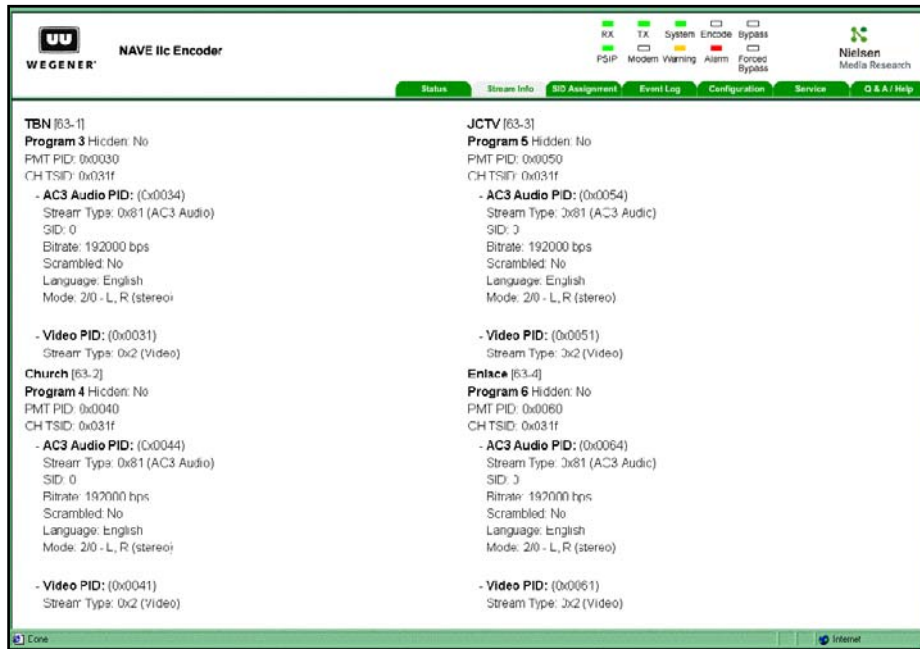 WEGENER
NAVE IIc Encoder
RX TX System Encode Bypass
PSIP Modem Warning Alarm Forced Bypass
Nielsen
Media Research
Status Stream Info SID Assignment Event Log Configuration Service Q & A / Help
TBN [63-1]
Program 3 Hidden: No
PMT PID: 0x0030
CH TSID: 0x031f
- AC3 Audio PID: (0x0034)
Stream Type: 0x81 (AC3 Audio)
SID: 0
Bitrate: 192000 bps
Scrambled: No
Language: English
Mode: 2/0 - L, R (stereo)
- Video PID: (0x0031)
Stream Type: 0x2 (Video)
Church [63-2]
Program 4 Hidden: No
PMT PID: 0x0040
CH TSID: 0x031f
- AC3 Audio PID: (0x0044)
Stream Type: 0x81 (AC3 Audio)
SID: 0
Bitrate: 192000 bps
Scrambled: No
Language: English
Mode: 2/0 - L, R (stereo)
- Video PID: (0x0041)
Stream Type: 0x2 (Video)
JCTV [63-3]
Program 5 Hidden: No
PMT PID: 0x0050
CH TSID: 0x031f
- AC3 Audio PID: (0x0054)
Stream Type: 0x81 (AC3 Audio)
SID: 0
Bitrate: 192000 bps
Scrambled: No
Language: English
Mode: 2/0 - L, R (stereo)
- Video PID: (0x0051)
Stream Type: 0x2 (Video)
Enlace [63-4]
Program 6 Hidden: No
PMT PID: 0x0060
CH TSID: 0x031f
- AC3 Audio PID: (0x0064)
Stream Type: 0x81 (AC3 Audio)
SID: 0
Bitrate: 192000 bps
Scrambled: No
Language: English
Mode: 2/0 - L, R (stereo)
- Video PID: (0x0061)
Stream Type: 0x2 (Video)
Done
Internet